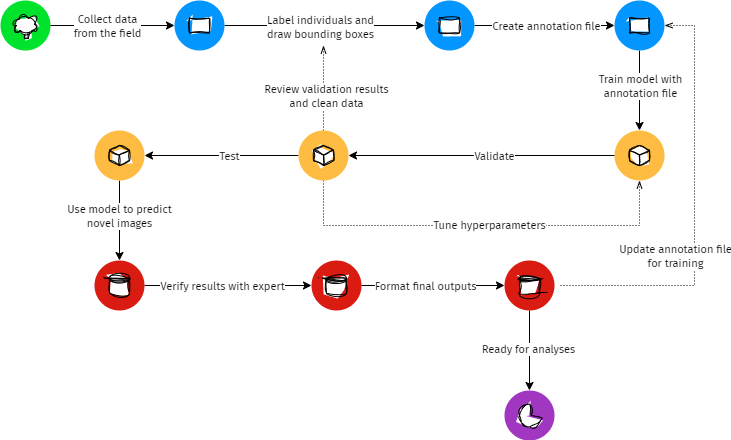 Collect data
from the field
Label individuals and
draw bounding boxes
Create annotation file
Train model with
annotation file
Review validation results
and clean data
Test
Validate
Use model to predict
novel images
Tune hyperparameters
Update annotation file
for training
Verify results with expert
Format final outputs
Ready for analyses